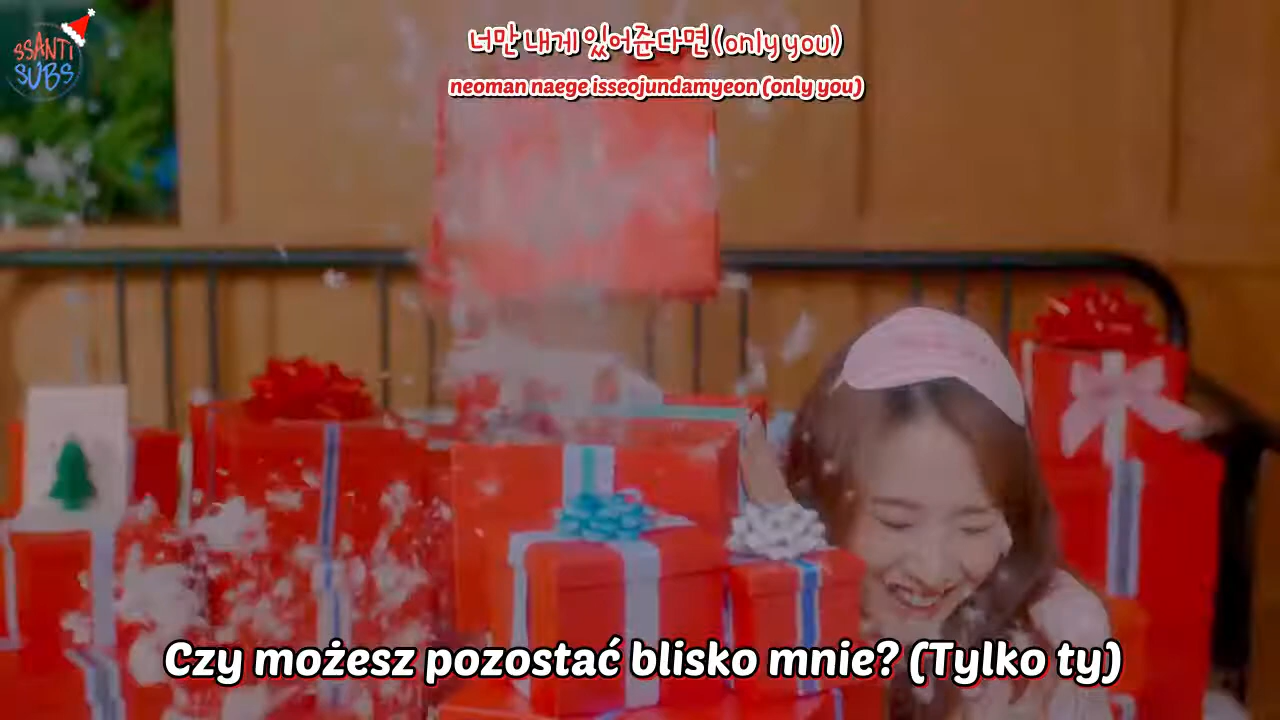 SSANTI
SUBS
너만 내게 있어준다면 (only you)
neoman naege isseojundamyeon (only you)
Czy możesz pozostać blisko mnie? (Tylko ty)